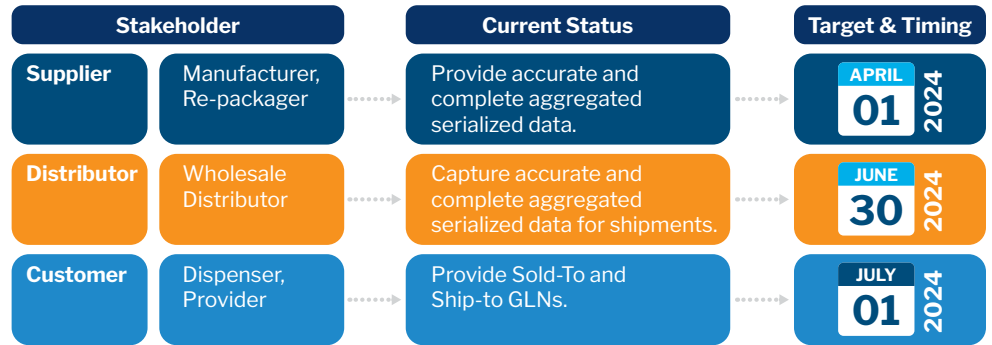 Stakeholder
Current Status
Target & Timing
Supplier
Manufacturer,
Re-packager
Provide accurate and
complete aggregated
serialized data.
APRIL
01
2024
Distributor
Wholesale
Distributor
Capture accurate and
complete aggregated
serialized data for shipments.
JUNE
30
2024
Customer
Dispenser,
Provider
Provide Sold-To and
Ship-to GLNs.
JULY
01
2024